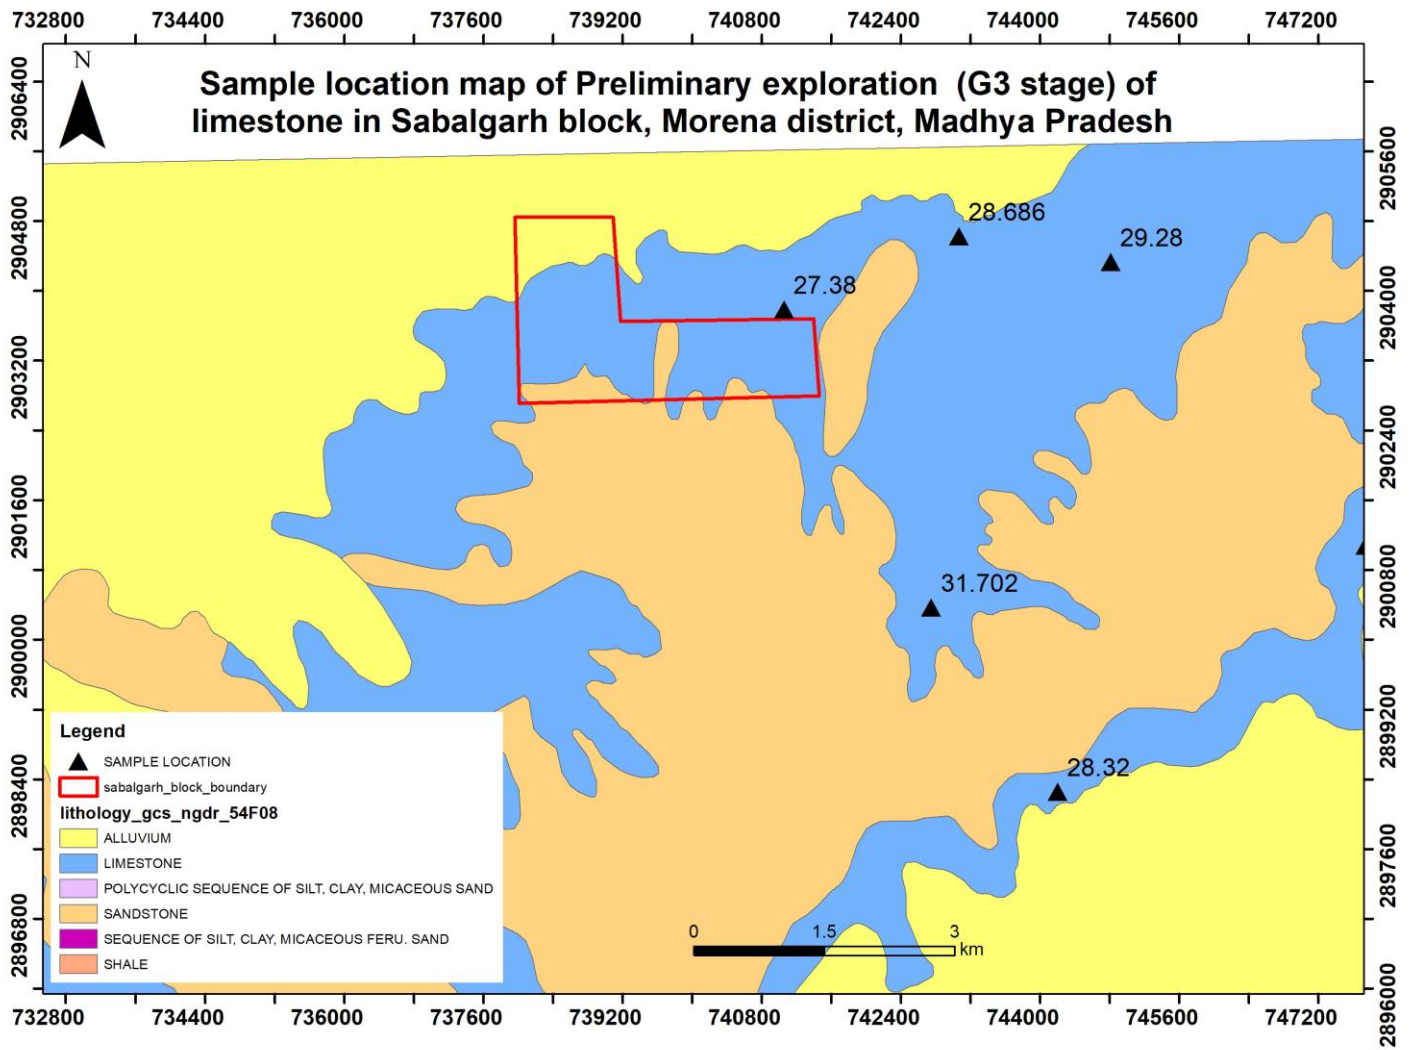 732800 734400 736000 737600 739200 740800 742400 744000 745600 747200
N
Sample location map of Preliminary exploration (G3 stage) of
limestone in Sabalgarh block, Morena district, Madhya Pradesh
2906400
2905600
2904800
28.686
29.28
2904000
27.38
2903200
2902400
2901600
2900800
31.702
2900000
2899200
28.32
2898400
2897600
2896800
2896000
Legend
SAMPLE LOCATION
sabalgarh_block_boundary
lithology_gcs_ngdr_54F08
ALLUVIUM
LIMESTONE
POLYCYCLIC SEQUENCE OF SILT, CLAY, MICACEOUS SAND
SANDSTONE
SEQUENCE OF SILT, CLAY, MICACEOUS FERU. SAND
SHALE
0 1.5 3
km
732800 734400 736000 737600 739200 740800 742400 744000 745600 747200